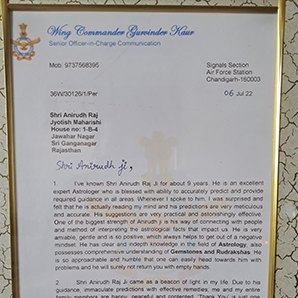 Wing Commander Gurvinder Kaur
Senior Officer-in-Charge Communication
Mob: 9737568395
Signals Section
Air Force Station
Chandigarh-160003
36W/30126/1/Per
06 Jul 22
Shri Anirudh Raj
Jyotish Maharishi
House no: 1-B-4
Jawahar Nagar
Sri Ganganagar
Rajasthan
Shri Anirudh ji,
1. I've known Shri Anirudh Raj Ji for about 9 years. He is an excellent
expert Astrologer who is blessed with ability to accurately predict and provide
required guidance in all areas. Whenever I spoke to him, I was surprised and
felt that he is actually reading my mind and his predictions are very meticulous
and accurate. His suggestions are very practical and astonishingly effective.
One of the biggest strength of Anirudh ji is his way of connecting with people
and method of interpreting the astrological facts that impact us. He is very
amiable, gentle and is so positive, which always helps to get out of a negative
mindset. He has clear and indepth knowledge in the field of Astrology, also
possesses comprehensive understanding of Gemstones and Rudrakshas. He
is so approachable and humble that one can easily head towards him with
problems and he will surely not return you with empty hands.
2. Shri Anirudh Raj Ji came as a beacon of light in my life. Due to his
guidance, immaculate predictions with effective remedies, me and my entire
family members are happy, peaceful and contented. 'Thank You' is just one